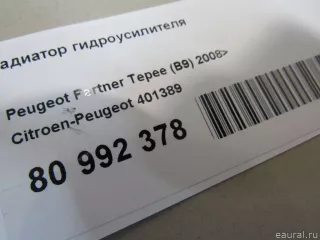 адиатор гидроусилителя
Peugeot Partner Tepee (B9) 2008>
Citroen-Peugeot 401389
80 992 378
eaural.ru